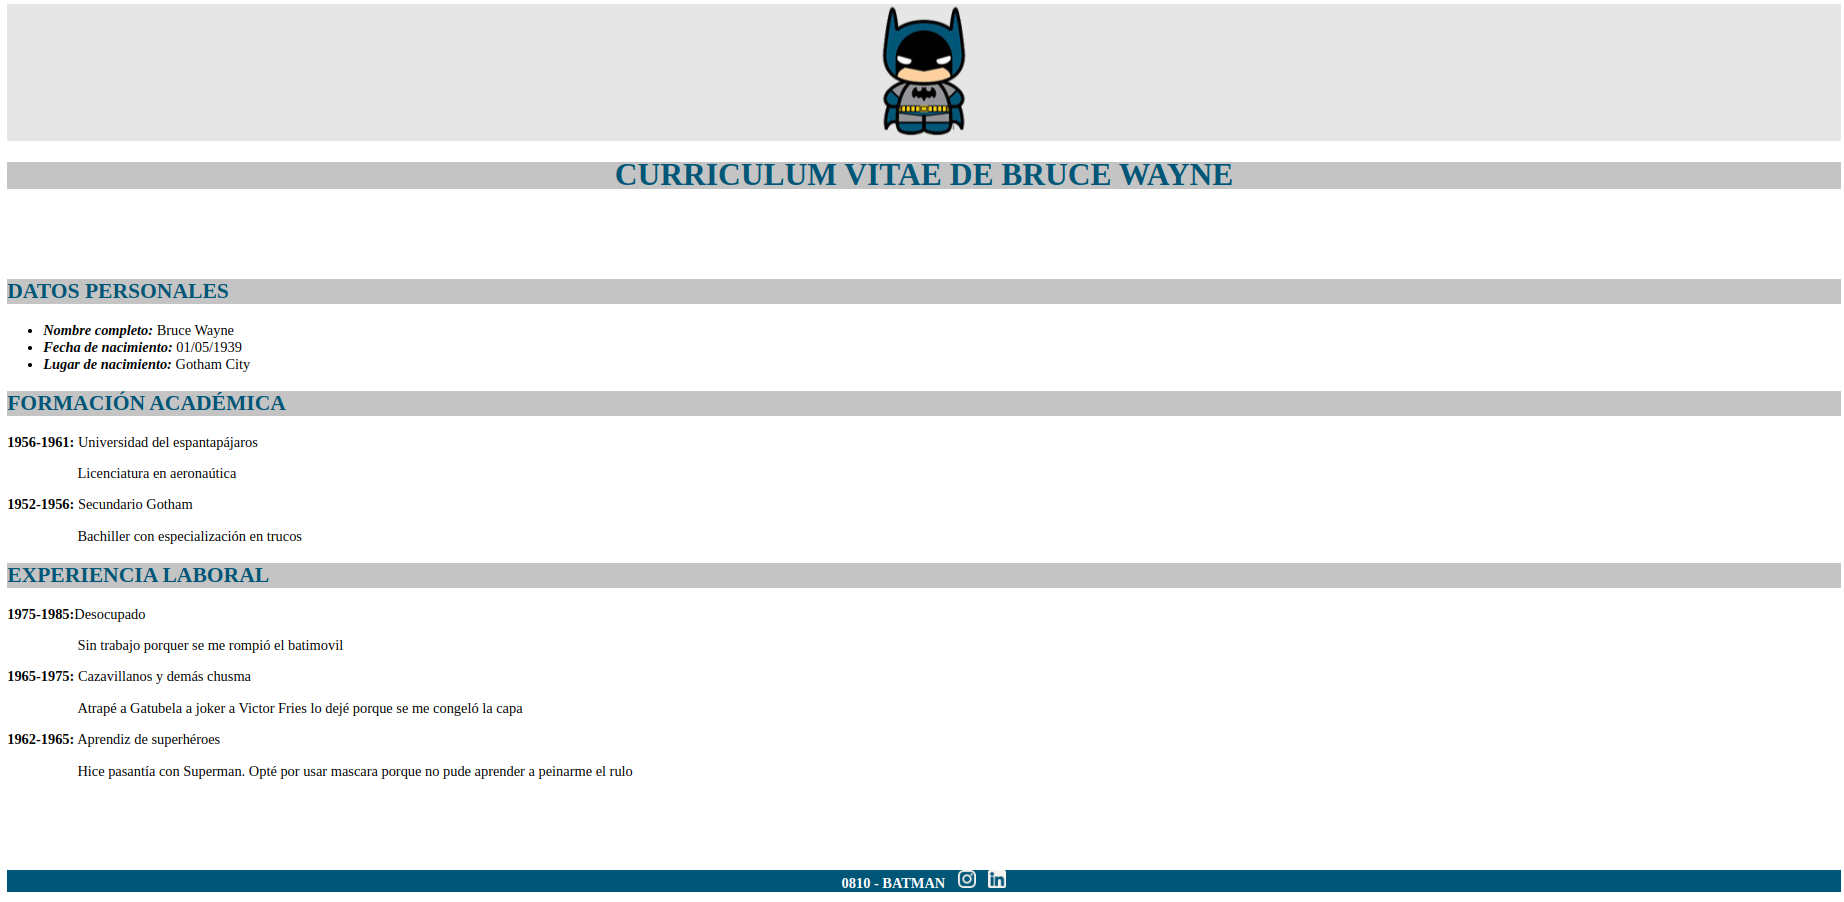 CURRICULUM VITAE DE BRUCE WAYNE
DATOS PERSONALES
Nombre completo: Bruce Wayne
Fecha de nacimiento: 01/05/1939
Lugar de nacimiento: Gotham City
FORMACIÓN ACADÉMICA
1956-1961: Universidad del espantapájaros
Licenciatura en aeronaútica
1952-1956: Secundario Gotham
Bachiller con especialización en trucos
EXPERIENCIA LABORAL
1975-1985:Desocupado
Sin trabajo porquer se me rompió el batimovil
1965-1975: Cazavillanos y demás chusma
Atrapé a Gatubela a joker a Victor Fries lo dejé porque se me congeló la capa
1962-1965: Aprendiz de superhéroes
Hice pasantía con Superman. Opté por usar mascara porque no pude aprender a peinarme el rulo
0810 - BATMAN